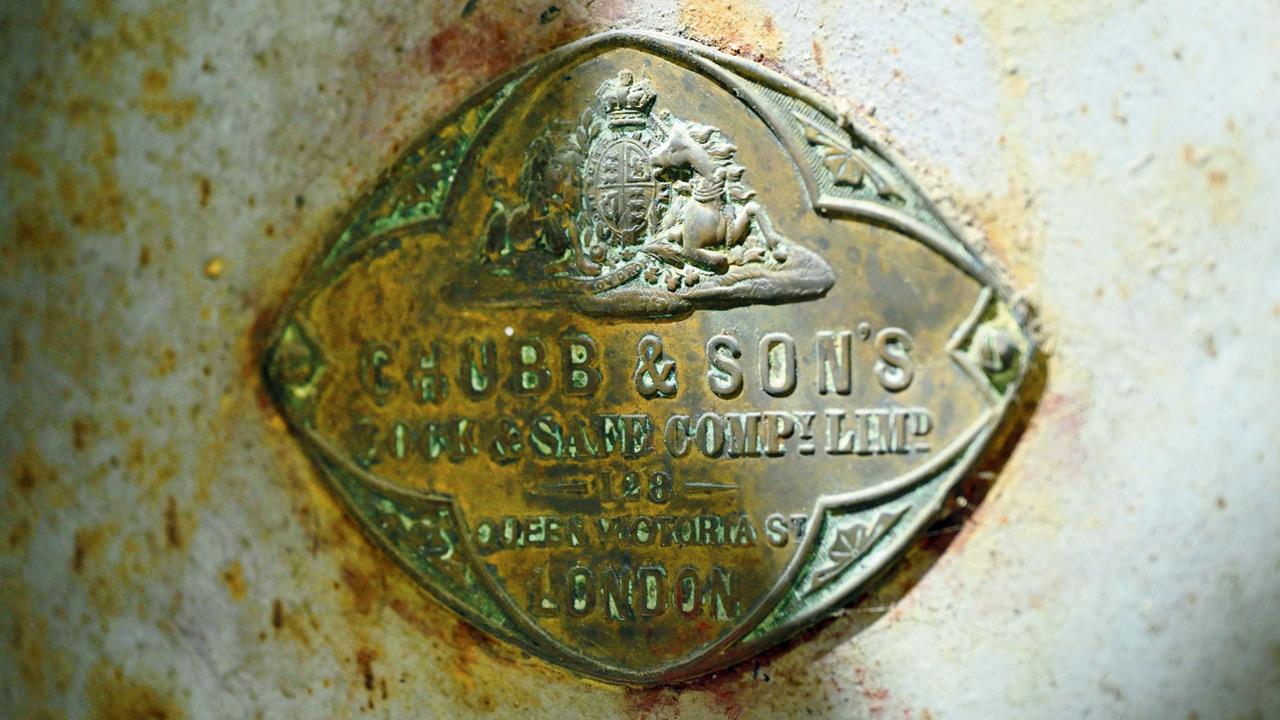 CHUBB & SON'S
LOCK & SAFE COMPY LIMD
128
QUEEN VICTORIA ST
LONDON